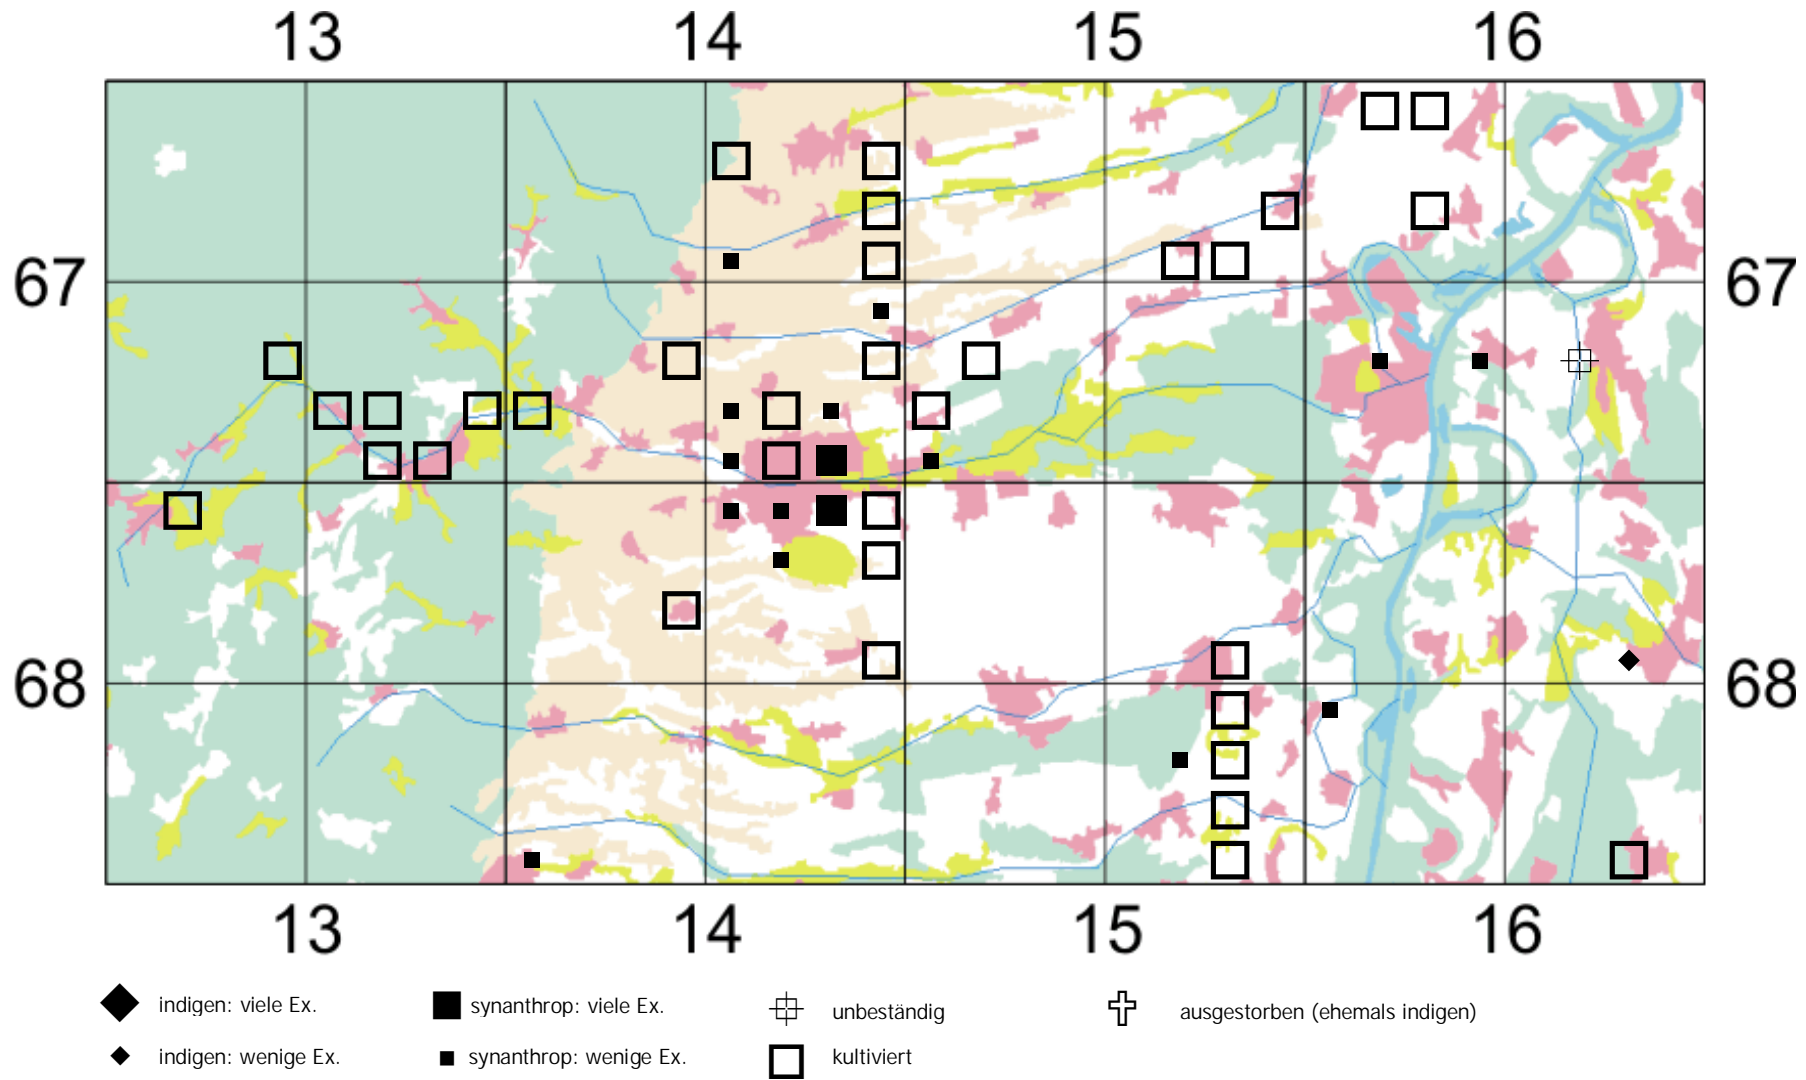 13 14 15 16
67 67
68 68
13 14 15 16
indigen: viele Ex. synanthrop: viele Ex. unbeständig ausgestorben (ehemals indigen)
indigen: wenige Ex. synanthrop: wenige Ex. kultiviert